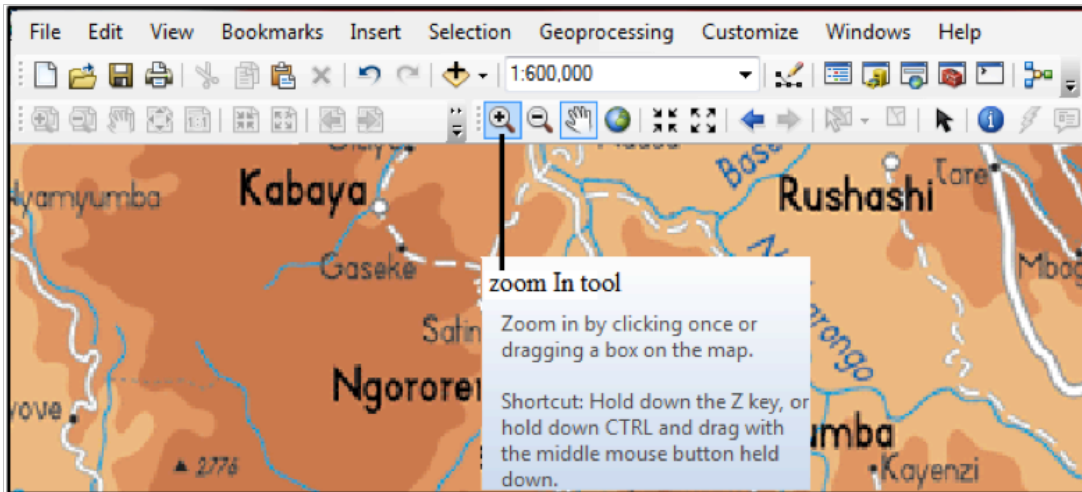 File Edit View Bookmarks Insert Selection Geoprocessing Customize Windows Help
1:600,000
Kabaya
Rushashi
Tare
Gaseke
zoom In tool
Zoom in by clicking once or
dragging a box on the map.
Shortcut: Hold down the Z key, or
hold down CTRL and drag with
the middle mouse button held
down.
2776
Kayenzi